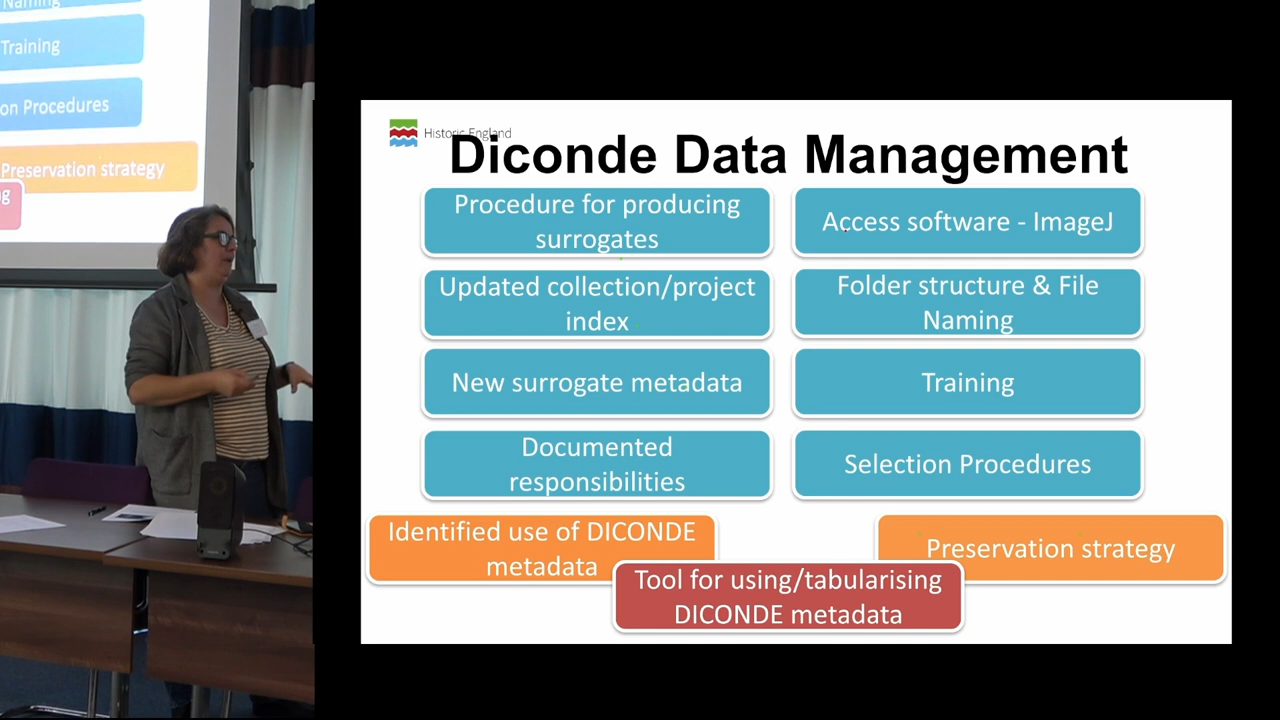 Naming
Training
on Procedures
Preservation strategy
g
Historic England
Diconde Data Management
Procedure for producing
surrogates
Access software - ImageJ
Updated collection/project
index
Folder structure & File
Naming
New surrogate metadata
Training
Documented
responsibilities
Selection Procedures
Identified use of DICONDE
metadata
Preservation strategy
Tool for using/tabularising
DICONDE metadata